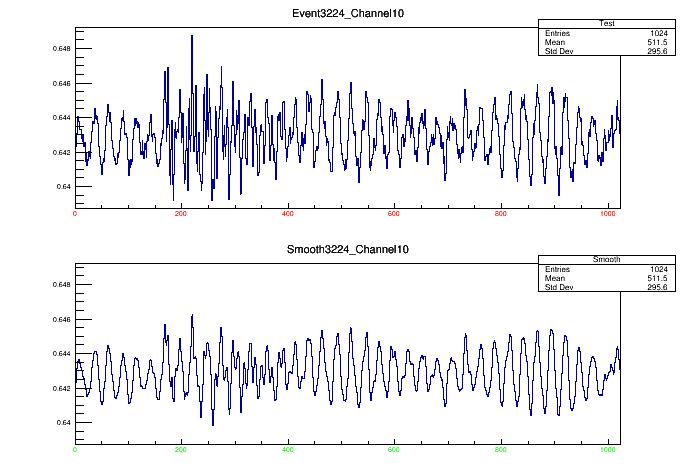 Event3224_Channel10
Test
Entries 1024
Mean 511.5
Std Dev 295.6
0.648
0.646
0.644
0.642
0.64
0 200 400 600 800 1000
Smooth3224_Channel10
Smooth
Entries 1024
Mean 511.5
Std Dev 295.6
0.648
0.646
0.644
0.642
0.64
0 200 400 600 800 1000